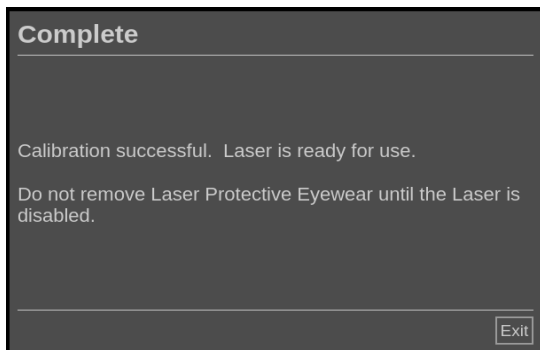 Complete
Calibration successful.  Laser is ready for use.
Do not remove Laser Protective Eyewear until the Laser is
disabled.
Exit